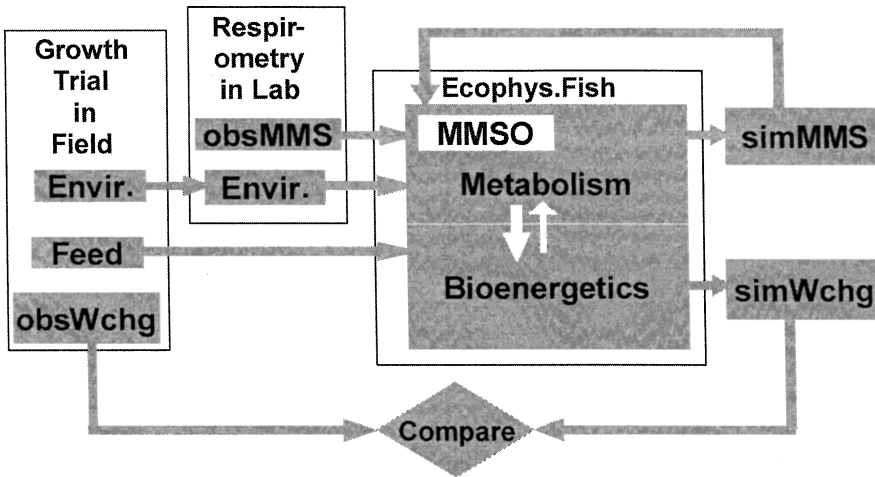 Growth
Trial
in
Field
Envir.
Feed
obsWchg
Respir-
ometry
in Lab
obsMMS
Envir.
Ecophys.Fish
MMSO
Metabolism
Bioenergetics
simMMS
simWchg
Compare